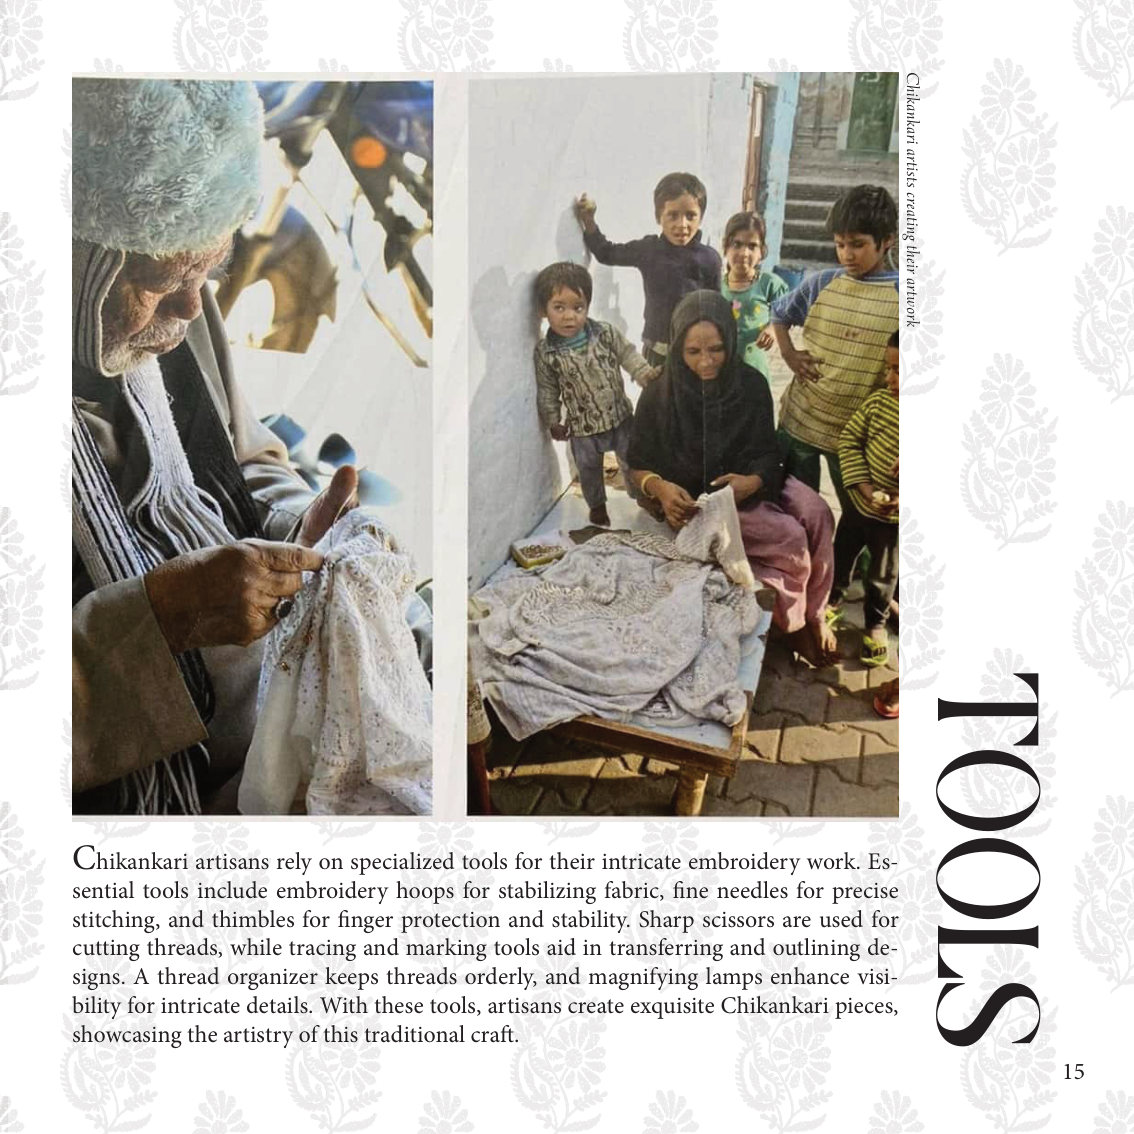 Chikankari artists creating their artwork
Chikankari artisans rely on specialized tools for their intricate embroidery work. Es-
sential tools include embroidery hoops for stabilizing fabric, fine needles for precise
stitching, and thimbles for finger protection and stability. Sharp scissors are used for
cutting threads, while tracing and marking tools aid in transferring and outlining de-
signs. A thread organizer keeps threads orderly, and magnifying lamps enhance visi-
bility for intricate details. With these tools, artisans create exquisite Chikankari pieces,
showcasing the artistry of this traditional craft.
TOOLS
15